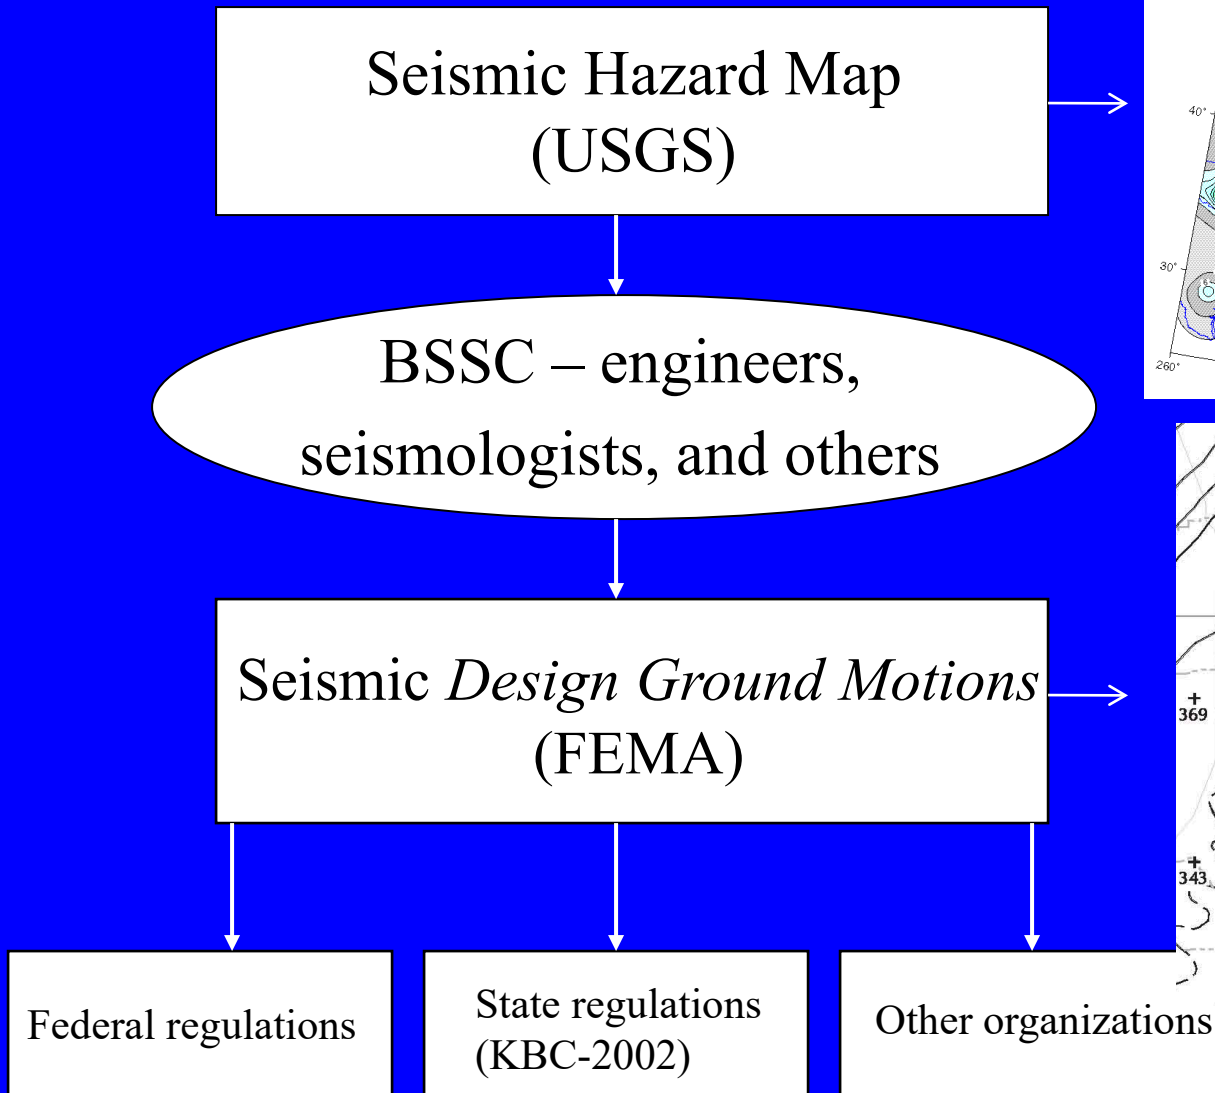 Seismic Hazard Map
(USGS)
40°
30°
260°
BSSC – engineers,
seismologists, and others
Seismic Design Ground Motions
(FEMA)
369
343
Federal regulations
State regulations
(KBC-2002)
Other organizations